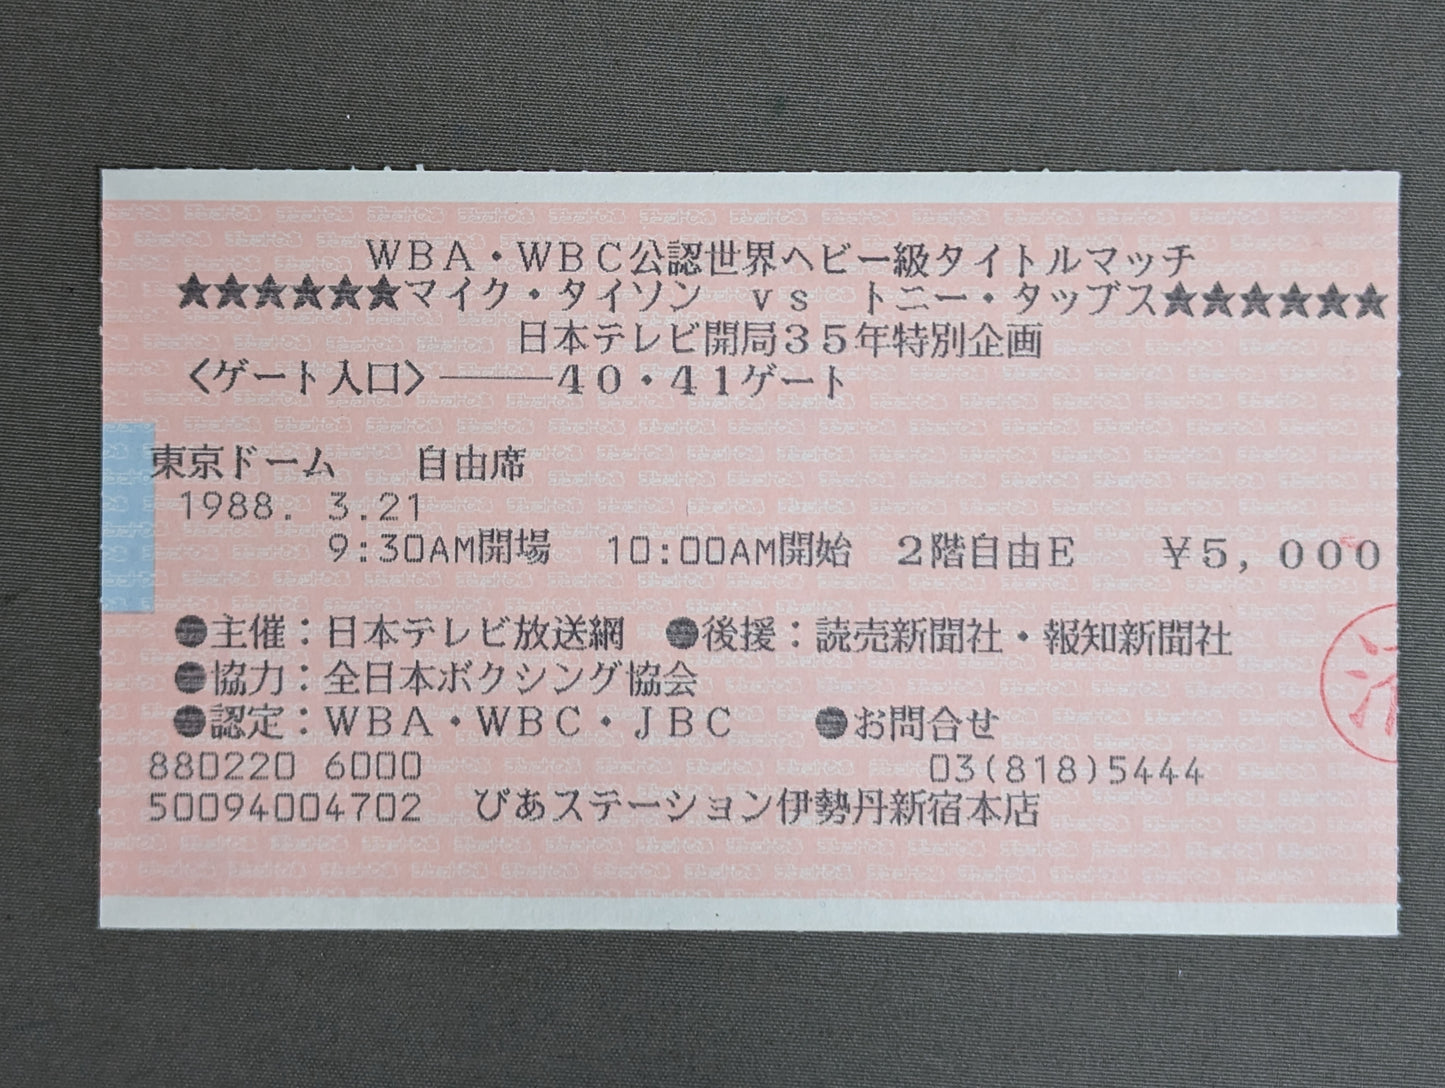 WBA・WBC公認世界ヘビー級タイトルマッチ
★★★★★★マイク・タイソン vs トニー・タッブス★★★★★★
日本テレビ開局35年特別企画
〈ゲート入口〉———40・41ゲート
東京ドーム 自由席
1988. 3.21
9:30AM開場 10:00AM開始 2階自由E ¥5,000
●主催:日本テレビ放送網 ●後援:読売新聞社・報知新聞社
●協力:全日本ボクシング協会
●認定:WBA・WBC・JBC ●お問合せ
880220 6000 03(818)5444
50094004702 ぴあステーション伊勢丹新宿本店